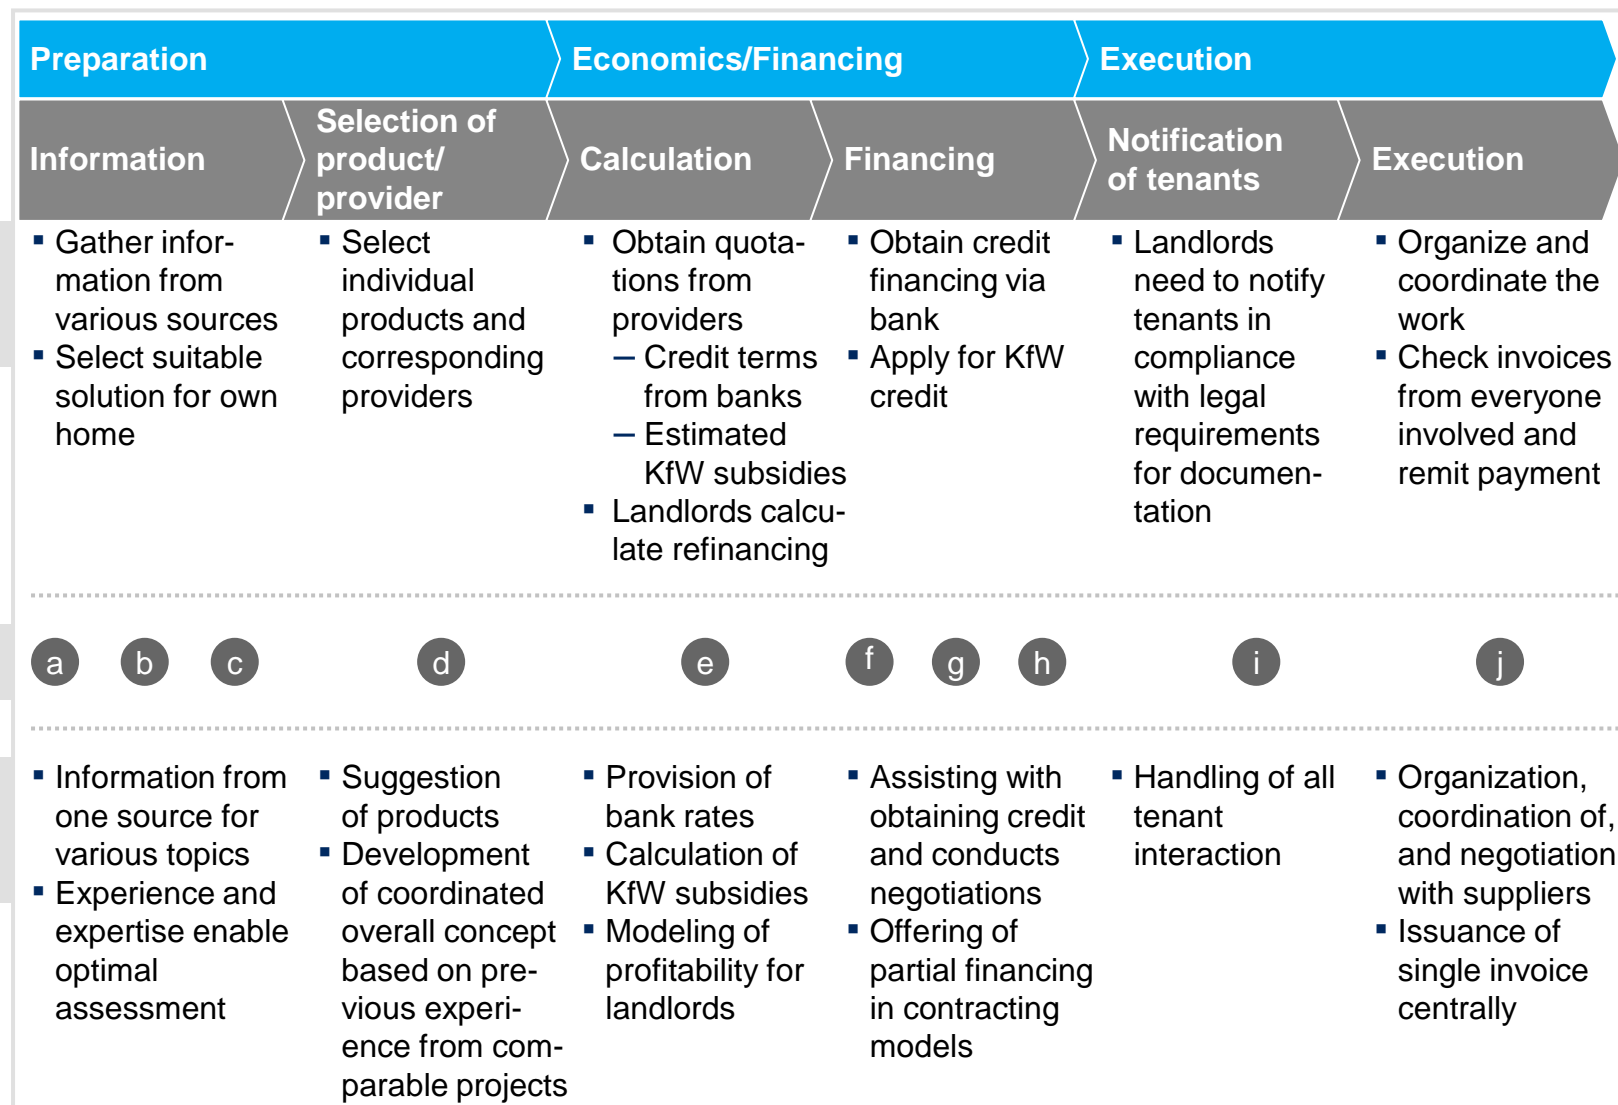 Preparation
Economics/Financing
Execution
Information
Selection of
product/
provider
Calculation
Financing
Notification
of tenants
Execution
▪ Gather infor-
mation from
various sources
▪ Select suitable
solution for own
home
▪ Select
individual
products and
corresponding
providers
▪ Obtain quota-
tions from
providers
– Credit terms
from banks
– Estimated
KfW subsidies
▪ Landlords calcu-
late refinancing
▪ Obtain credit
financing via
bank
▪ Apply for KfW
credit
▪ Landlords
need to notify
tenants in
compliance
with legal
requirements
for documen-
tation
▪ Organize and
coordinate the
work
▪ Check invoices
from everyone
involved and
remit payment
a b c d e f g h i j
▪ Information from
one source for
various topics
▪ Experience and
expertise enable
optimal
assessment
▪ Suggestion
of products
▪ Development
of coordinated
overall concept
based on pre-
vious experi-
ence from com-
parable projects
▪ Provision of
bank rates
▪ Calculation of
KfW subsidies
▪ Modeling of
profitability for
landlords
▪ Assisting with
obtaining credit
and conducts
negotiations
▪ Offering of
partial financing
in contracting
models
▪ Handling of all
tenant
interaction
▪ Organization,
coordination of,
and negotiation
with suppliers
▪ Issuance of
single invoice
centrally